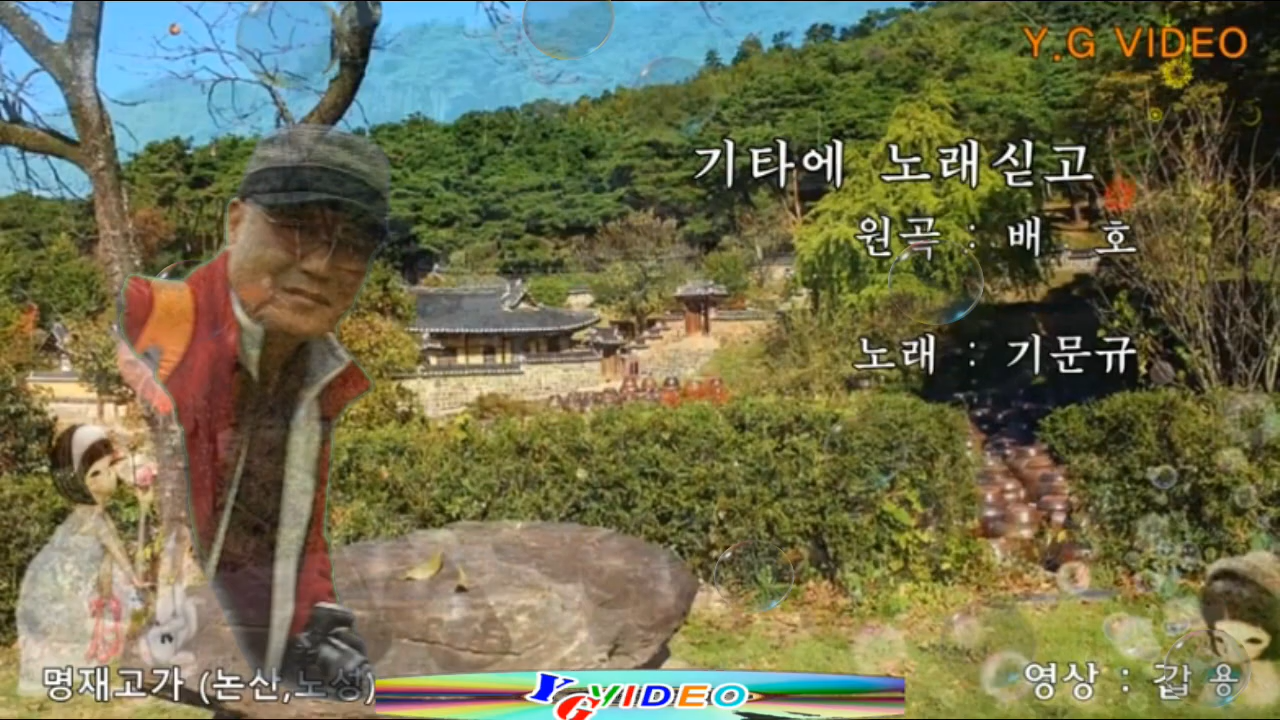 Y.G VIDEO
기타에 노래싣고
원곡 : 배 호
노래 : 기문규
명재고가 (논산,노성)
YG VIDEO
영상 : 갑 용